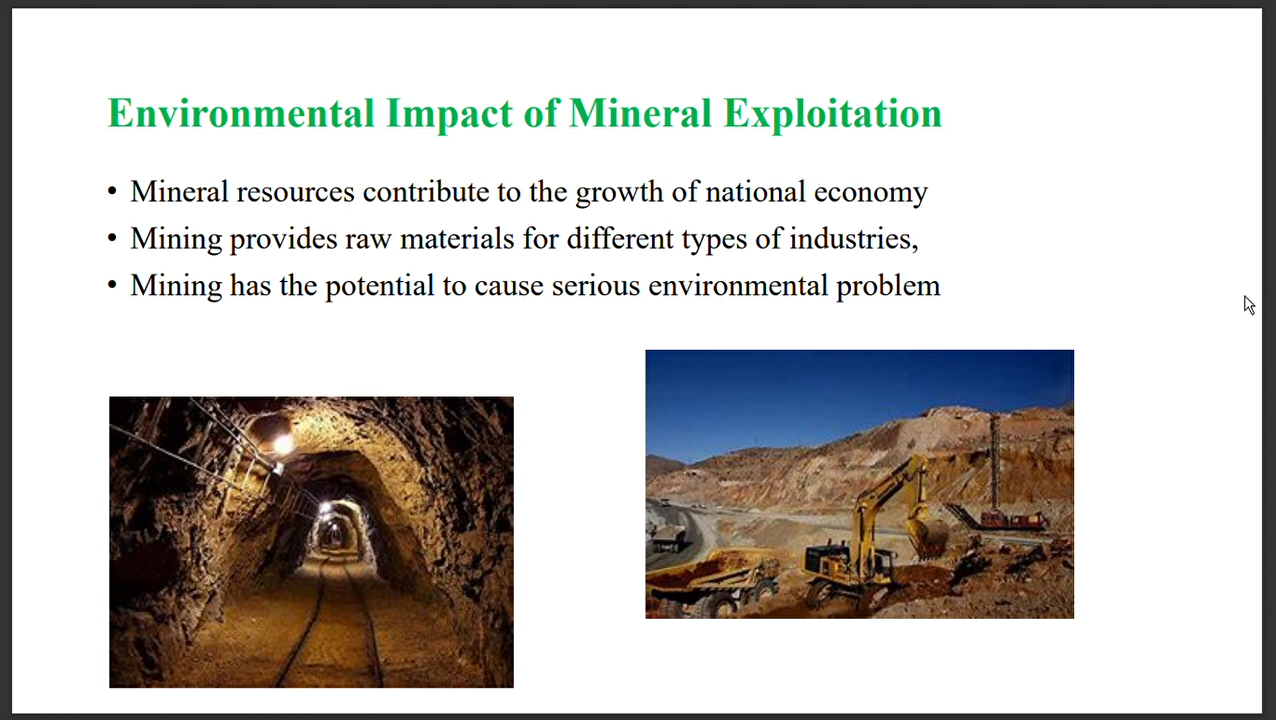 Environmental Impact of Mineral Exploitation
• Mineral resources contribute to the growth of national economy
• Mining provides raw materials for different types of industries,
• Mining has the potential to cause serious environmental problem